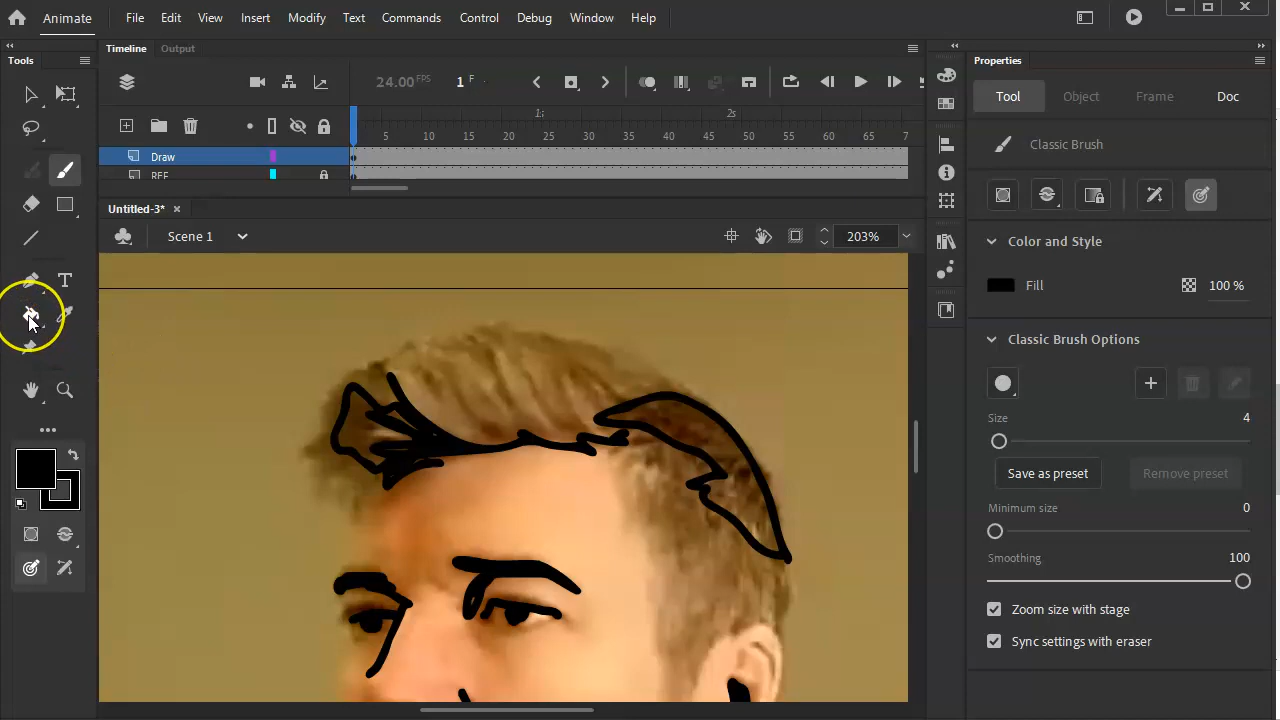 Animate File Edit View Insert Modify Text Commands Control Debug Window Help
Tools
Timeline Output
Properties
24.00 FPS 1 F
Tool Object Frame Doc
1s 2s
5 10 15 20 25 30 35 40 45 50 55 60 65 7
Classic Brush
Draw
REF
Untitled-3*
Scene 1
203%
Color and Style
Fill 100 %
Classic Brush Options
Size 4
Save as preset Remove preset
Minimum size 0
Smoothing 100
Zoom size with stage
Sync settings with eraser